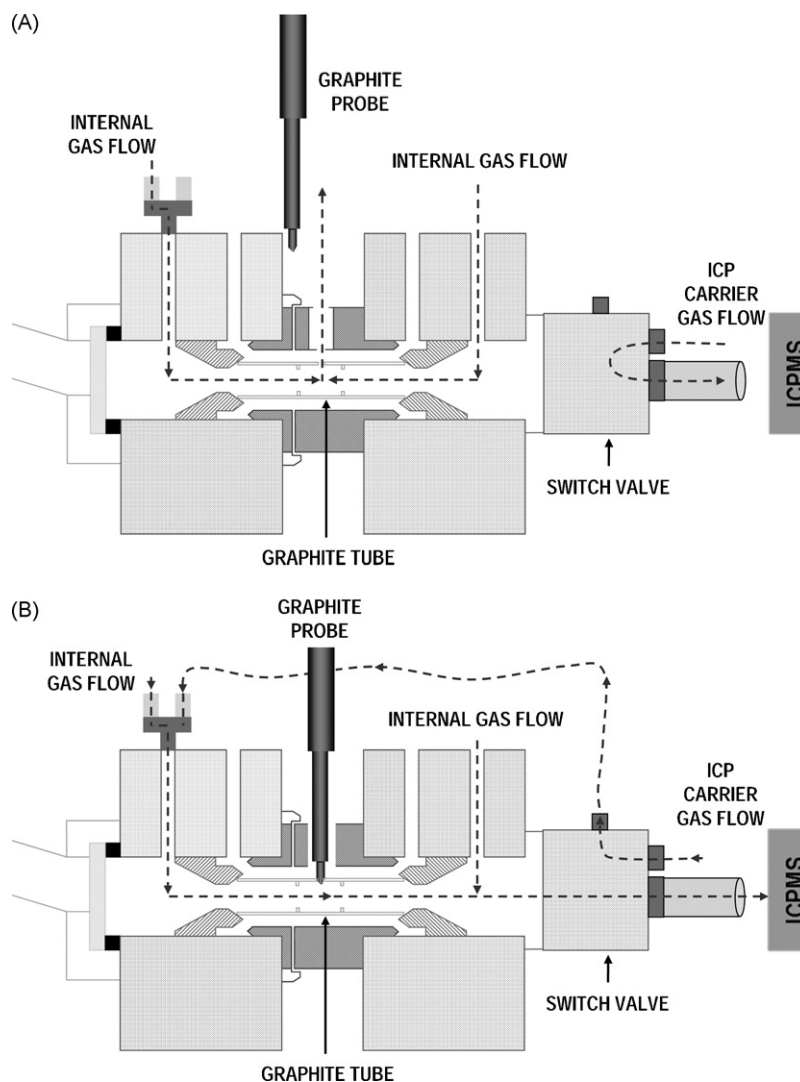 (A)
GRAPHITE
PROBE
INTERNAL
GAS FLOW
INTERNAL GAS FLOW
ICP
CARRIER
GAS FLOW
ICPMS
SWITCH VALVE
GRAPHITE TUBE
(B)
GRAPHITE
PROBE
INTERNAL
GAS FLOW
INTERNAL GAS FLOW
ICP
CARRIER
GAS FLOW
ICPMS
SWITCH VALVE
GRAPHITE TUBE